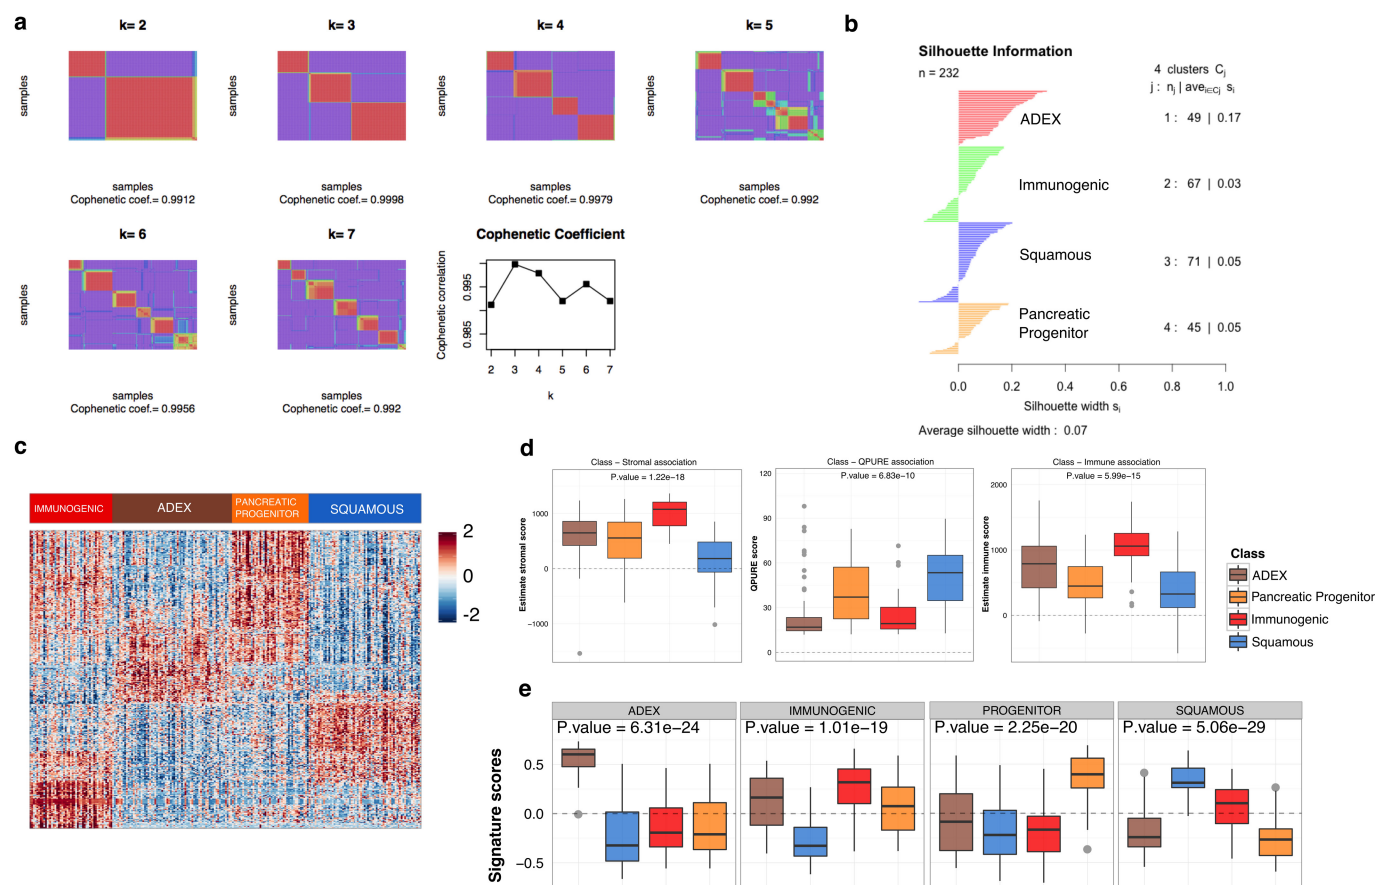 a
k= 2
k= 3
k= 4
k= 5
samples
samples
samples
samples
samples
samples
samples
samples
Cophenetic coef.= 0.9912
Cophenetic coef.= 0.9998
Cophenetic coef.= 0.9979
Cophenetic coef.= 0.992
k= 6
k= 7
Cophenetic Coefficient
samples
samples
Cophenetic correlation
0.995
0.985
2 3 4 5 6 7
k
samples
samples
Cophenetic coef.= 0.9956
Cophenetic coef.= 0.992
b
Silhouette Information
n = 232
4 clusters Cj
j : nj | avei∈Cj si
ADEX
1 : 49 | 0.17
Immunogenic
2 : 67 | 0.03
Squamous
3 : 71 | 0.05
Pancreatic
Progenitor
4 : 45 | 0.05
0.0 0.2 0.4 0.6 0.8 1.0
Silhouette width si
Average silhouette width : 0.07
c
IMMUNOGENIC
ADEX
PANCREATIC
PROGENITOR
SQUAMOUS
2
0
-2
d
Class − Stromal association
P.value = 1.22e−18
Estimate stromal score
1000
0
−1000
Class − QPURE association
P.value = 6.83e−10
QPURE score
120
90
60
30
0
Class − Immune association
P.value = 5.99e−15
Estimate immune score
2000
1000
0
Class
ADEX
Pancreatic Progenitor
Immunogenic
Squamous
e
ADEX
IMMUNOGENIC
PROGENITOR
SQUAMOUS
P.value = 6.31e−24
P.value = 1.01e−19
P.value = 2.25e−20
P.value = 5.06e−29
Signature scores
0.5
0.0
−0.5